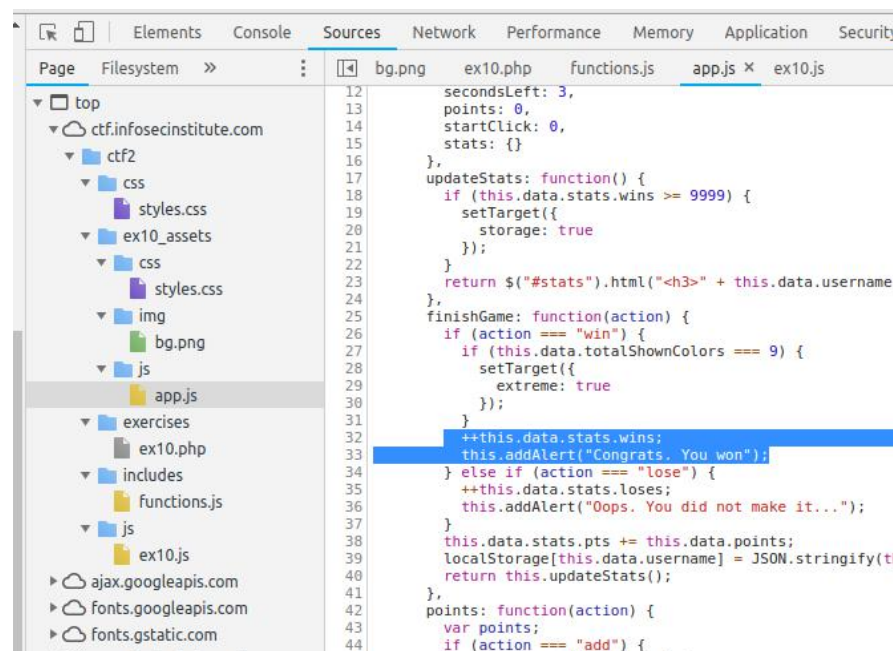 Elements Console Sources Network Performance Memory Application Security
Page Filesystem » bg.png ex10.php functions.js app.js × ex10.js
top
ctf.infosecinstitute.com
ctf2
css
styles.css
ex10_assets
css
styles.css
img
bg.png
js
app.js
exercises
ex10.php
includes
functions.js
js
ex10.js
ajax.googleapis.com
fonts.googleapis.com
fonts.gstatic.com
12 secondsLeft: 3,
13 points: 0,
14 startClick: 0,
15 stats: {}
16 },
17 updateStats: function() {
18 if (this.data.stats.wins >= 9999) {
19 setTarget({
20 storage: true
21 });
22 }
23 return $("#stats").html("<h3>" + this.data.username
24 },
25 finishGame: function(action) {
26 if (action === "win") {
27 if (this.data.totalShownColors === 9) {
28 setTarget({
29 extreme: true
30 });
31 }
32 ++this.data.stats.wins;
33 this.addAlert("Congrats. You won");
34 } else if (action === "lose") {
35 ++this.data.stats.loses;
36 this.addAlert("Oops. You did not make it...");
37 }
38 this.data.stats.pts += this.data.points;
39 localStorage[this.data.username] = JSON.stringify(t
40 return this.updateStats();
41 },
42 points: function(action) {
43 var points;
44 if (action === "add") {